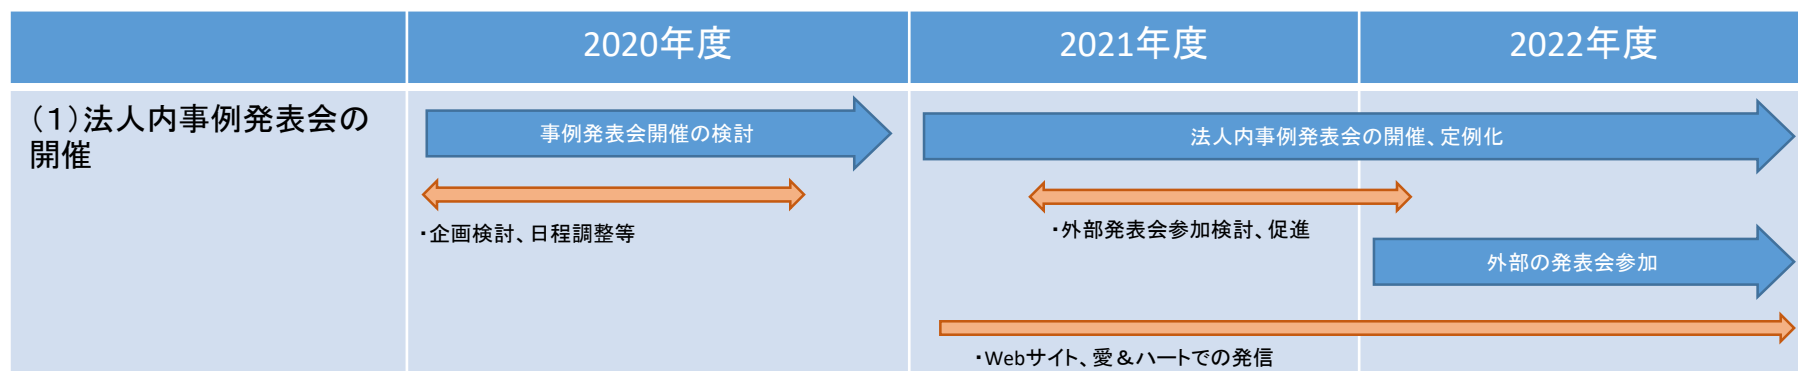 2020年度
2021年度
2022年度
（１）法人内事例発表会の
開催
事例発表会開催の検討
法人内事例発表会の開催、定例化
・企画検討、日程調整等
・外部発表会参加検討、促進
外部の発表会参加
・Webサイト、愛＆ハートでの発信